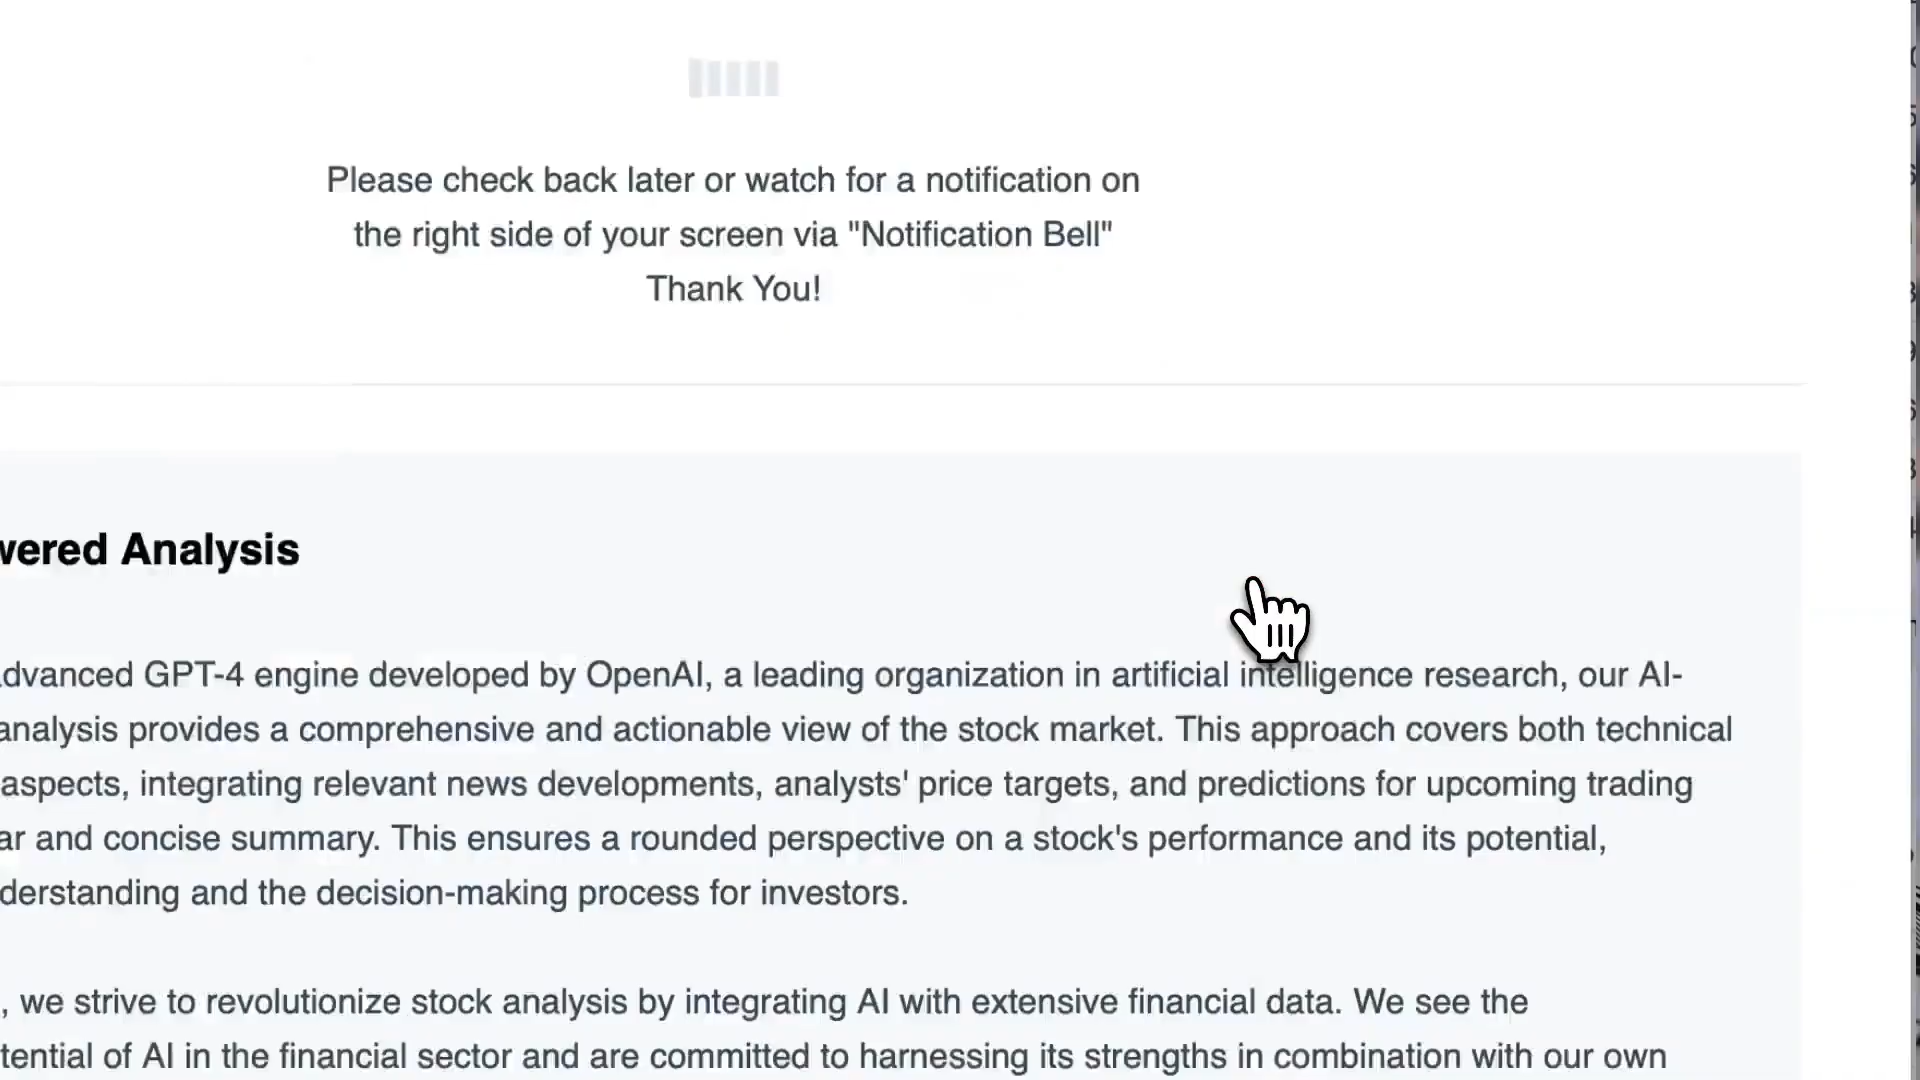 Please check back later or watch for a notification on
the right side of your screen via "Notification Bell"
Thank You!
wered Analysis
dvanced GPT-4 engine developed by OpenAI, a leading organization in artificial intelligence research, our AI-
analysis provides a comprehensive and actionable view of the stock market. This approach covers both technical
aspects, integrating relevant news developments, analysts' price targets, and predictions for upcoming trading
ar and concise summary. This ensures a rounded perspective on a stock's performance and its potential,
derstanding and the decision-making process for investors.
, we strive to revolutionize stock analysis by integrating AI with extensive financial data. We see the
tential of AI in the financial sector and are committed to harnessing its strengths in combination with our own